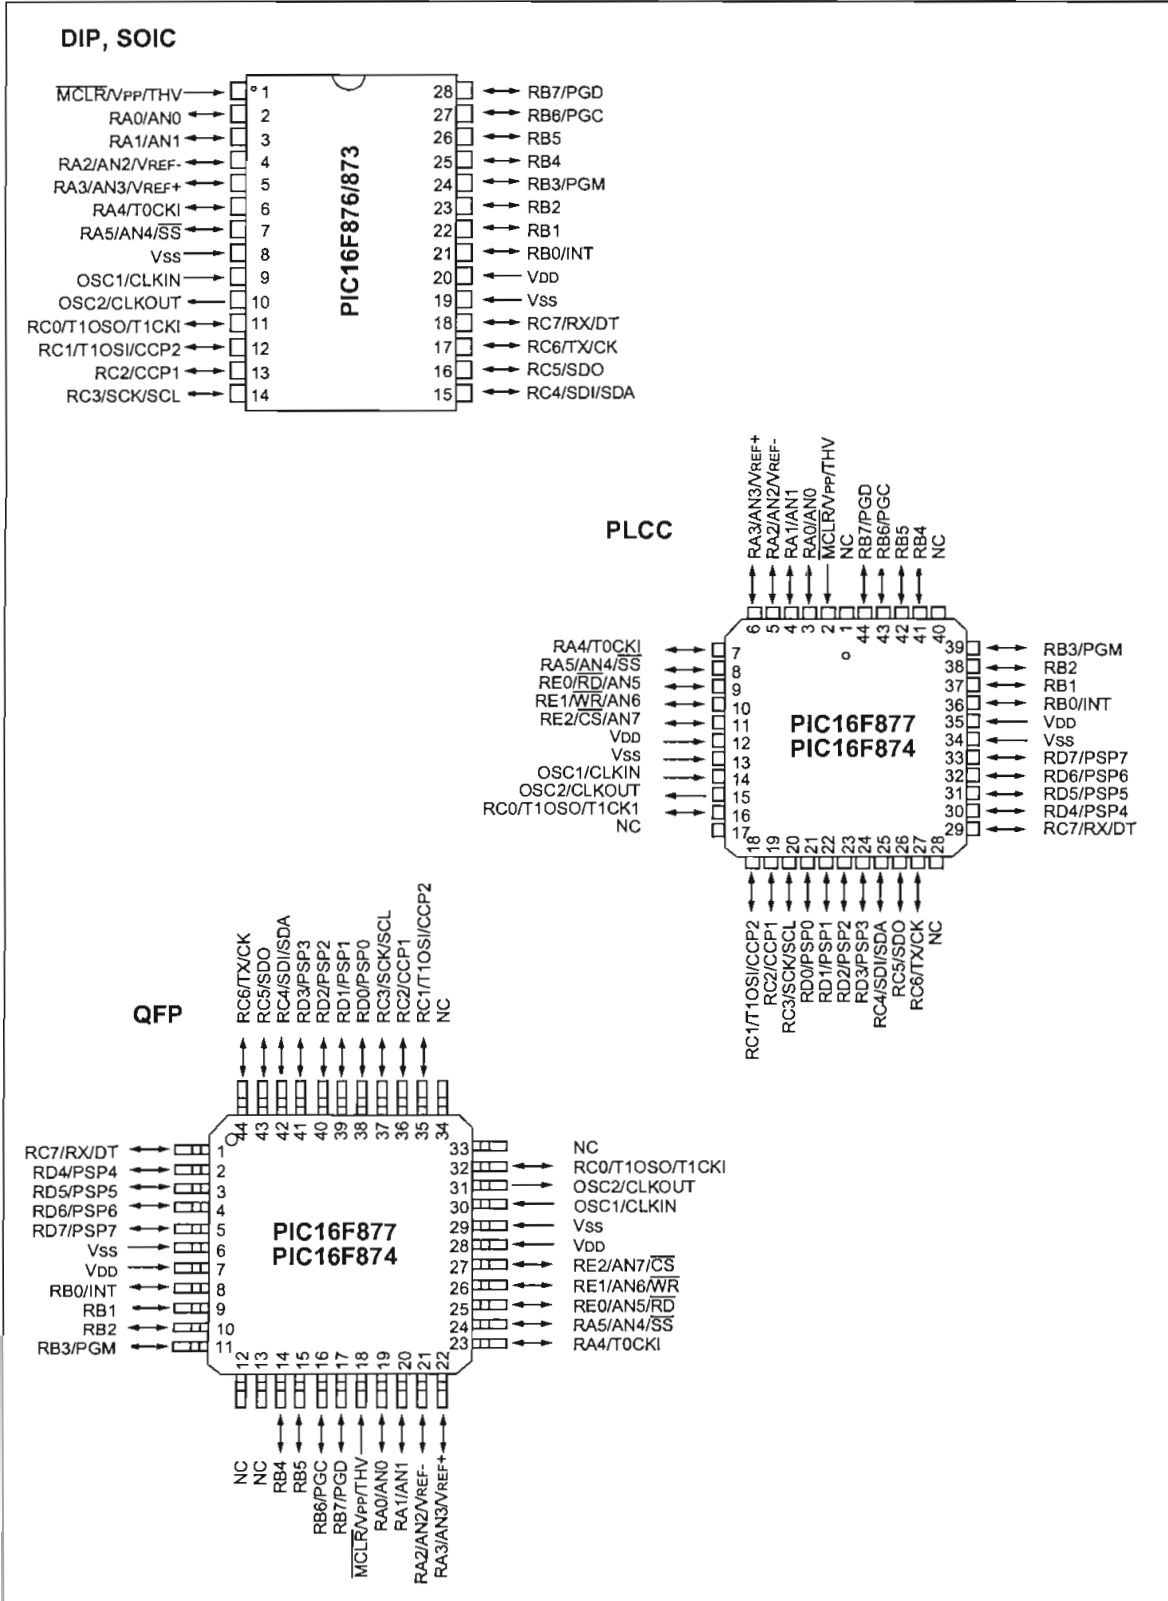 DIP, SOIC
MCLR/VPP/THV 1 28 RB7/PGD
RA0/AN0 2 27 RB6/PGC
RA1/AN1 3 26 RB5
RA2/AN2/VREF- 4 25 RB4
RA3/AN3/VREF+ 5 24 RB3/PGM
RA4/T0CKI 6 23 RB2
RA5/AN4/SS 7 22 RB1
VSS 8 21 RB0/INT
OSC1/CLKIN 9 20 VDD
OSC2/CLKOUT 10 19 VSS
RC0/T1OSO/T1CKI 11 18 RC7/RX/DT
RC1/T1OSI/CCP2 12 17 RC6/TX/CK
RC2/CCP1 13 16 RC5/SDO
RC3/SCK/SCL 14 15 RC4/SDI/SDA
PIC16F876/873
PLCC
RA3/AN3/VREF+
RA2/AN2/VREF-
RA1/AN1
RA0/AN0
MCLR/VPP/THV
NC
RB7/PGD
RB6/PGC
RB5
RB4
NC
6 5 4 3 2 1 44 43 42 41 40
RA4/T0CKI 7 39 RB3/PGM
RA5/AN4/SS 8 38 RB2
RE0/RD/AN5 9 37 RB1
RE1/WR/AN6 10 36 RB0/INT
RE2/CS/AN7 11 35 VDD
VDD 12 34 VSS
VSS 13 33 RD7/PSP7
OSC1/CLKIN 14 32 RD6/PSP6
OSC2/CLKOUT 15 31 RD5/PSP5
RC0/T1OSO/T1CK1 16 30 RD4/PSP4
NC 17 29 RC7/RX/DT
PIC16F877
PIC16F874
18 19 20 21 22 23 24 25 26 27 28
RC1/T1OSI/CCP2
RC2/CCP1
RC3/SCK/SCL
RD0/PSP0
RD1/PSP1
RD2/PSP2
RD3/PSP3
RC4/SDI/SDA
RC5/SDO
RC6/TX/CK
NC
QFP
RC6/TX/CK
RC5/SDO
RC4/SDI/SDA
RD3/PSP3
RD2/PSP2
RD1/PSP1
RD0/PSP0
RC3/SCK/SCL
RC2/CCP1
RC1/T1OSI/CCP2
NC
44 43 42 41 40 39 38 37 36 35 34
RC7/RX/DT 1 33 NC
RD4/PSP4 2 32 RC0/T1OSO/T1CKI
RD5/PSP5 3 31 OSC2/CLKOUT
RD6/PSP6 4 30 OSC1/CLKIN
RD7/PSP7 5 29 VSS
VSS 6 28 VDD
VDD 7 27 RE2/AN7/CS
RB0/INT 8 26 RE1/AN6/WR
RB1 9 25 RE0/AN5/RD
RB2 10 24 RA5/AN4/SS
RB3/PGM 11 23 RA4/T0CKI
PIC16F877
PIC16F874
12 13 14 15 16 17 18 19 20 21 22
NC
NC
RB4
RB5
RB6/PGC
RB7/PGD
MCLR/VPP/THV
RA0/AN0
RA1/AN1
RA2/AN2/VREF-
RA3/AN3/VREF+